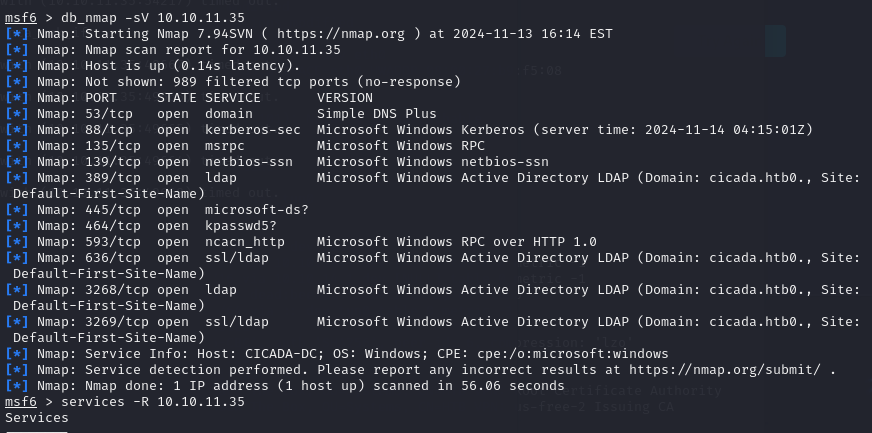 msf6 > db_nmap -sV 10.10.11.35
[*] Nmap: Starting Nmap 7.94SVN ( https://nmap.org ) at 2024-11-13 16:14 EST
[*] Nmap: Nmap scan report for 10.10.11.35
[*] Nmap: Host is up (0.14s latency).
[*] Nmap: Not shown: 989 filtered tcp ports (no-response)
[*] Nmap: PORT     STATE SERVICE       VERSION
[*] Nmap: 53/tcp   open  domain        Simple DNS Plus
[*] Nmap: 88/tcp   open  kerberos-sec  Microsoft Windows Kerberos (server time: 2024-11-14 04:15:01Z)
[*] Nmap: 135/tcp  open  msrpc         Microsoft Windows RPC
[*] Nmap: 139/tcp  open  netbios-ssn   Microsoft Windows netbios-ssn
[*] Nmap: 389/tcp  open  ldap          Microsoft Windows Active Directory LDAP (Domain: cicada.htb0., Site:
 Default-First-Site-Name)
[*] Nmap: 445/tcp  open  microsoft-ds?
[*] Nmap: 464/tcp  open  kpasswd5?
[*] Nmap: 593/tcp  open  ncacn_http    Microsoft Windows RPC over HTTP 1.0
[*] Nmap: 636/tcp  open  ssl/ldap      Microsoft Windows Active Directory LDAP (Domain: cicada.htb0., Site:
 Default-First-Site-Name)
[*] Nmap: 3268/tcp open  ldap          Microsoft Windows Active Directory LDAP (Domain: cicada.htb0., Site:
 Default-First-Site-Name)
[*] Nmap: 3269/tcp open  ssl/ldap      Microsoft Windows Active Directory LDAP (Domain: cicada.htb0., Site:
 Default-First-Site-Name)
[*] Nmap: Service Info: Host: CICADA-DC; OS: Windows; CPE: cpe:/o:microsoft:windows
[*] Nmap: Service detection performed. Please report any incorrect results at https://nmap.org/submit/ .
[*] Nmap: Nmap done: 1 IP address (1 host up) scanned in 56.06 seconds
msf6 > services -R 10.10.11.35
Services